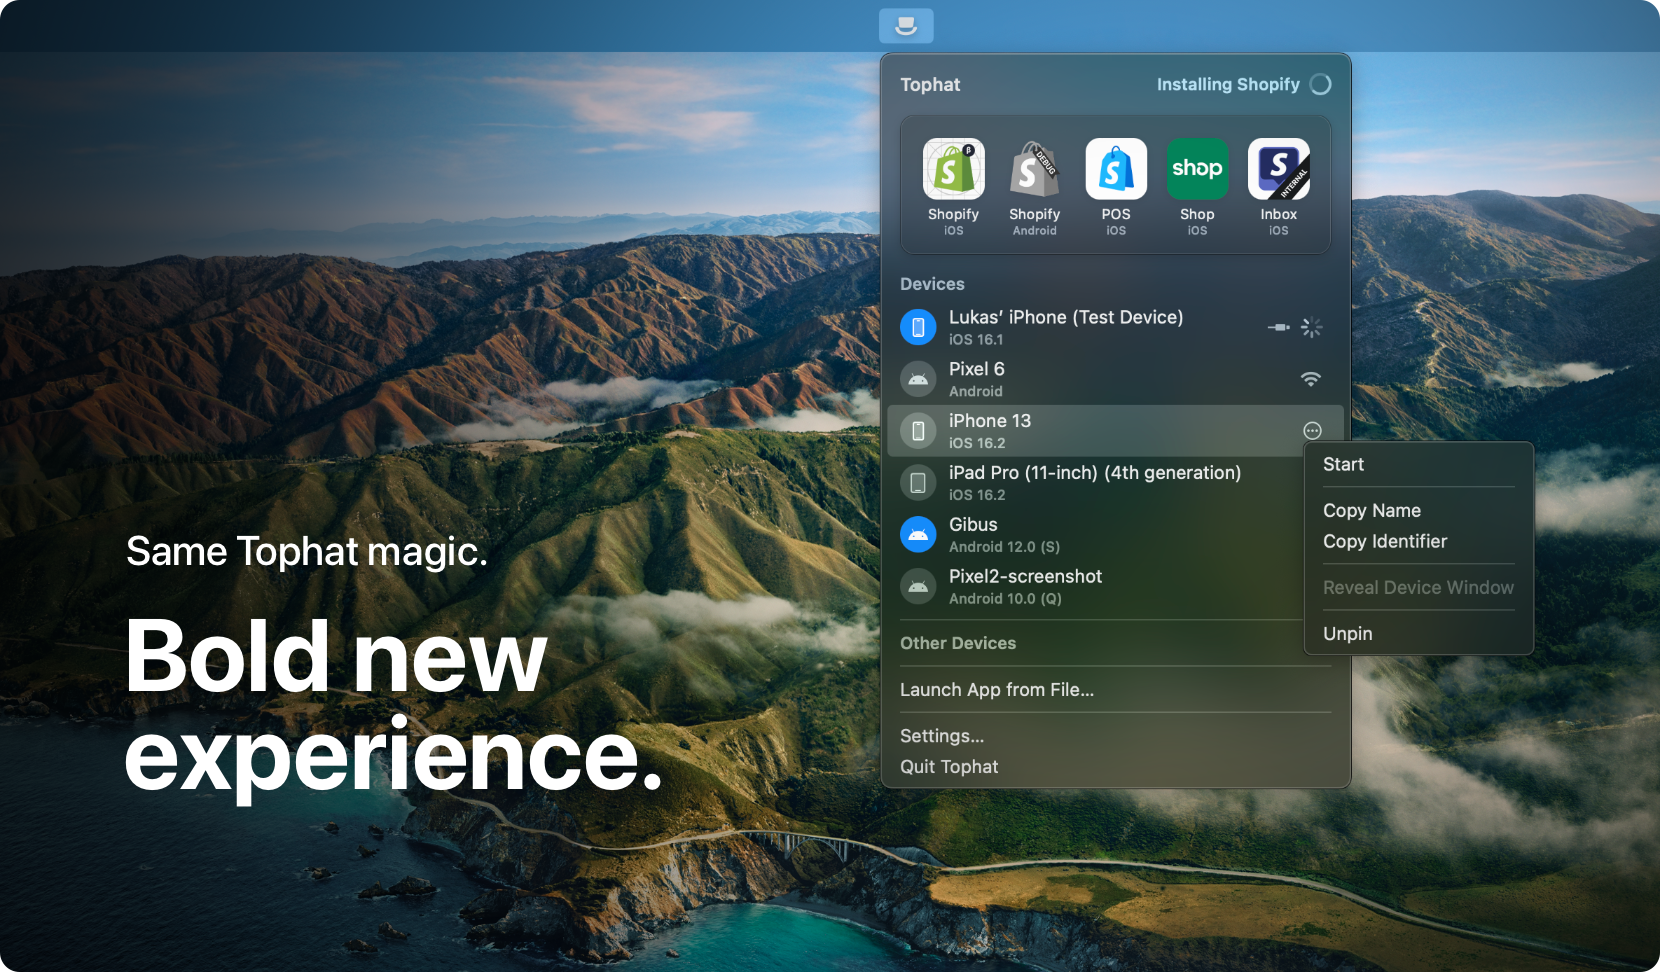 Tophat
Installing Shopify
β
DEBUG
shop
INTERNAL
Shopify
iOS
Shopify
Android
POS
iOS
Shop
iOS
Inbox
iOS
Devices
Lukas’ iPhone (Test Device)
iOS 16.1
Pixel 6
Android
iPhone 13
iOS 16.2
iPad Pro (11-inch) (4th generation)
iOS 16.2
Gibus
Android 12.0 (S)
Pixel2-screenshot
Android 10.0 (Q)
Other Devices
Launch App from File...
Settings...
Quit Tophat
Start
Copy Name
Copy Identifier
Reveal Device Window
Unpin
Same Tophat magic.
Bold new
experience.